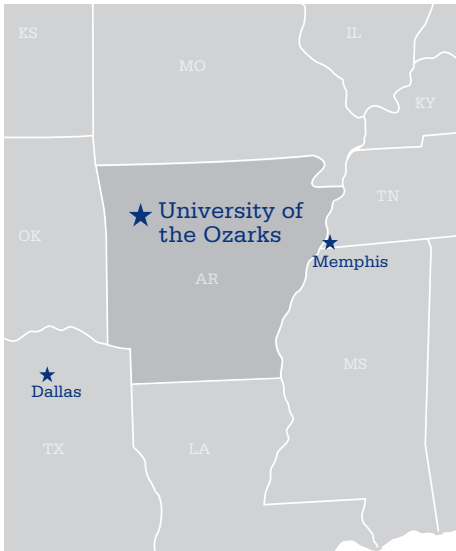 KS
IL
MO
KY
TN
University of
the Ozarks
OK
Memphis
AR
MS
Dallas
TX
LA